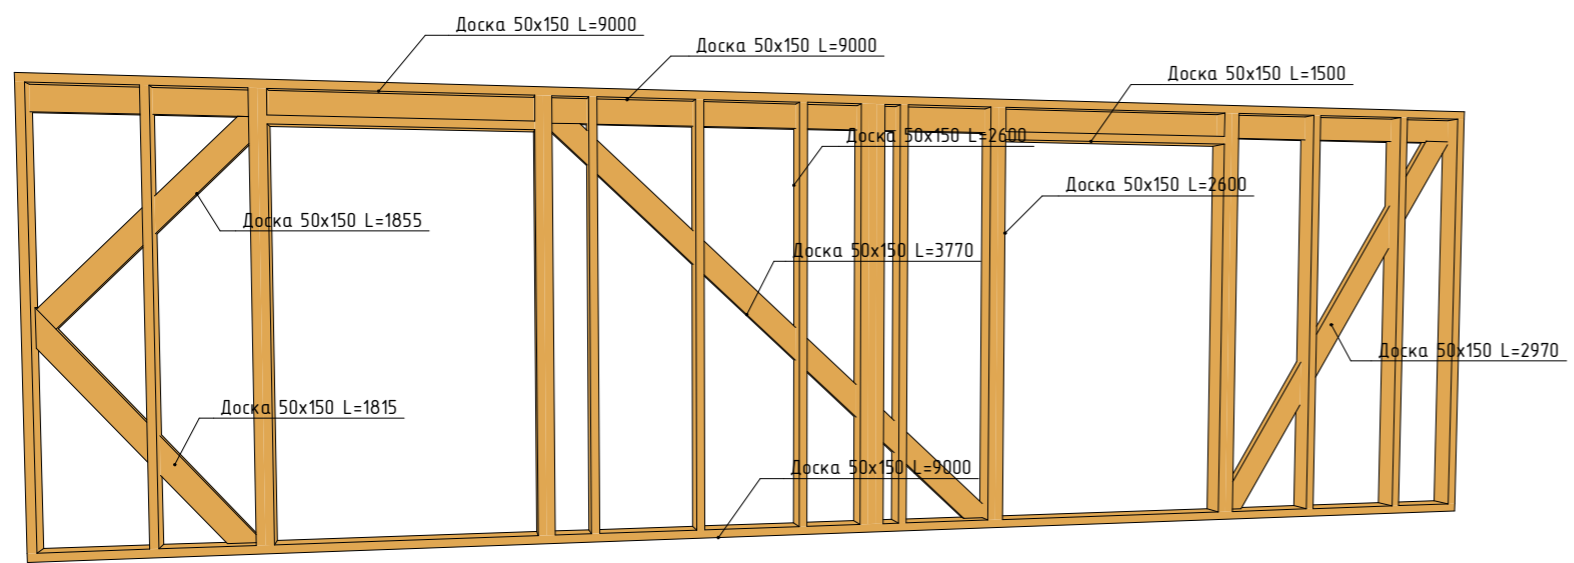 Доска 50х150 L=9000
Доска 50х150 L=9000
Доска 50х150 L=1500
Доска 50х150 L=2600
Доска 50х150 L=2600
Доска 50х150 L=1855
Доска 50х150 L=3770
Доска 50х150 L=2970
Доска 50х150 L=1815
Доска 50х150 L=9000